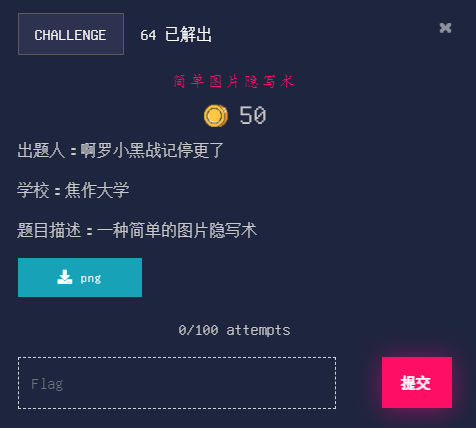 CHALLENGE 64 已解出 ×
简单图片隐写术
50
出题人：啊罗小黑战记停更了
学校：焦作大学
题目描述：一种简单的图片隐写术
png
0/100 attempts
Flag 提交